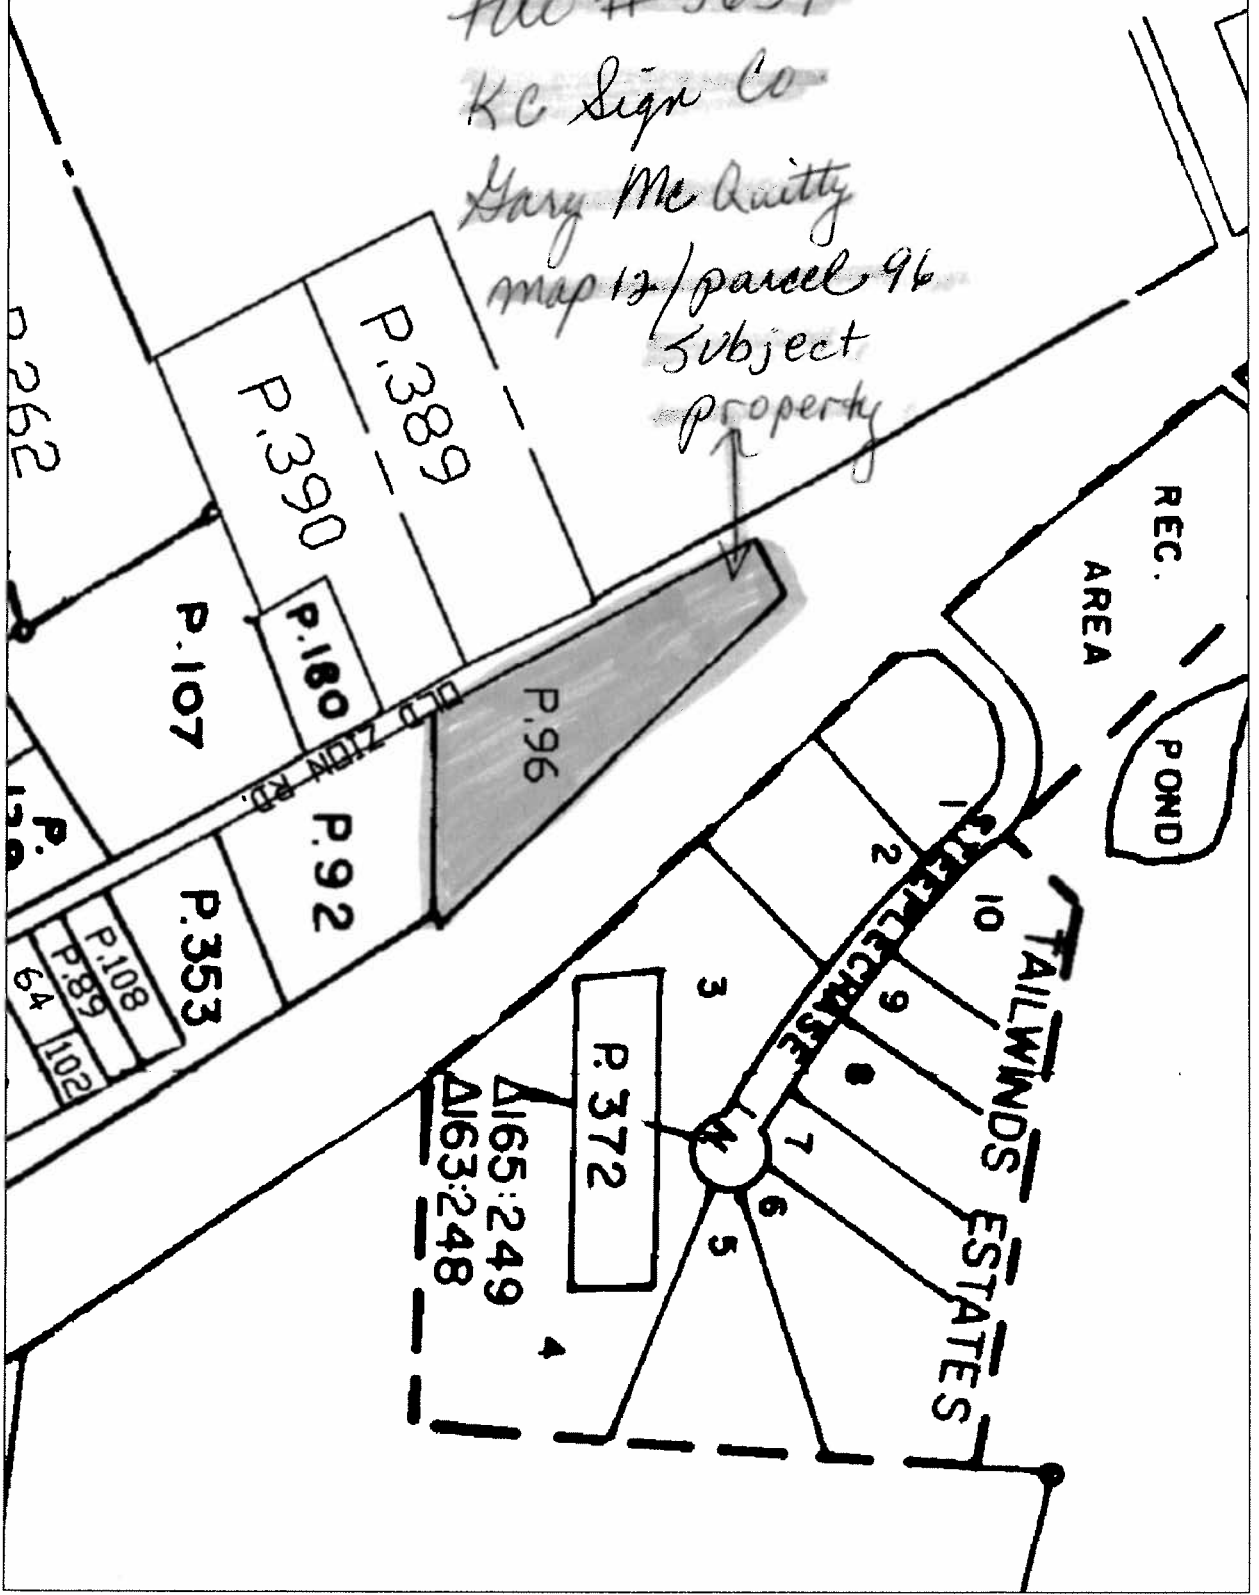 KC Sign Co.
Gary McQuitty
map 12/parcel 96
Subject
property
P.389
P.390
P.262
P.180
P.107
OLD ZION RD.
P.96
P.92
P.353
P.108
P.89
64
102
P.
REC.
AREA
POND
STEEPLECHASE
1
2
3
4
5
6
7
8
9
10
TAILWINDS ESTATES
P. 372
Δ165:249
Δ163:248